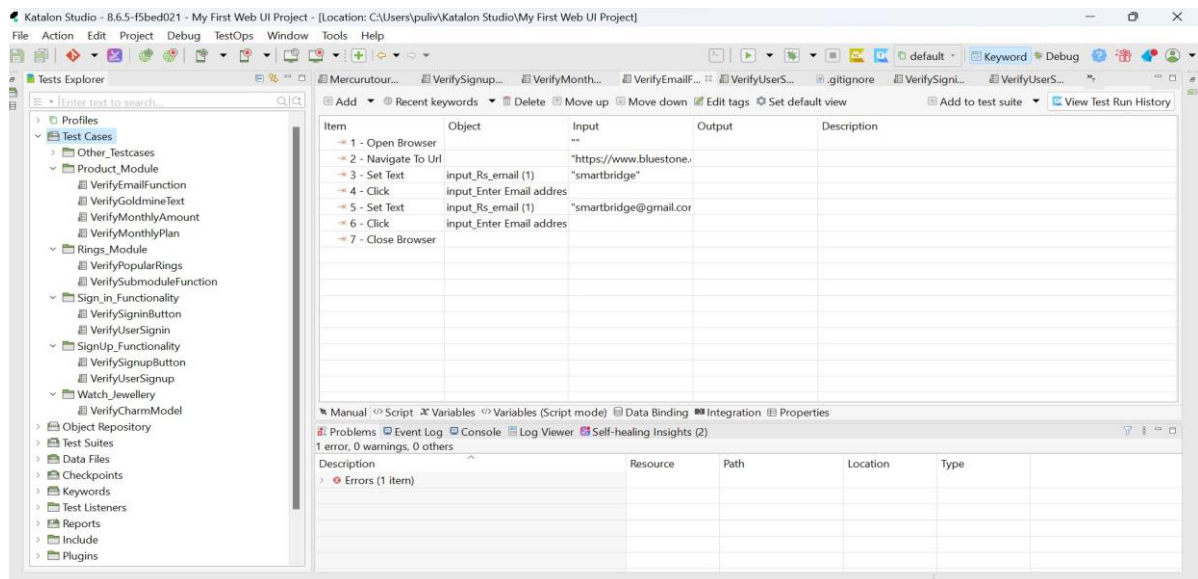 Katalon Studio - 8.6.5-f5bed021 - My First Web UI Project - [Location: C:\Users\puliv\Katalon Studio\My First Web UI Project]
File Action Edit Project Debug TestOps Window Tools Help
default Keyword Debug
Tests Explorer
Mercurutour... VerifySignup... VerifyMonth... VerifyEmailF... VerifyUserS... .gitignore VerifySigni... VerifyUserS...
Enter text to search...
Add Recent keywords Delete Move up Move down Edit tags Set default view Add to test suite View Test Run History
Profiles
Test Cases
Other_Testcases
Product_Module
VerifyEmailFunction
VerifyGoldmineText
VerifyMonthlyAmount
VerifyMonthlyPlan
Rings_Module
VerifyPopularRings
VerifySubmoduleFunction
Sign_in_Functionality
VerifySigninButton
VerifyUserSignin
SignUp_Functionality
VerifySignupButton
VerifyUserSignup
Watch_Jewellery
VerifyCharmModel
Object Repository
Test Suites
Data Files
Checkpoints
Keywords
Test Listeners
Reports
Include
Plugins
Item Object Input Output Description
1 - Open Browser ""
2 - Navigate To Url "https://www.bluestone.
3 - Set Text input_Rs_email (1) "smartbridge"
4 - Click input_Enter Email addres
5 - Set Text input_Rs_email (1) "smartbridge@gmail.cor
6 - Click input_Enter Email addres
7 - Close Browser
Manual Script Variables Variables (Script mode) Data Binding Integration Properties
Problems Event Log Console Log Viewer Self-healing Insights (2)
1 error, 0 warnings, 0 others
Description Resource Path Location Type
Errors (1 item)